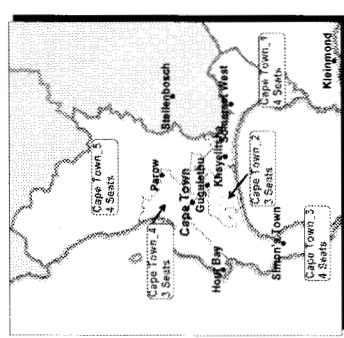 Cape Town_5
4 Seats
Stellenbosch
Parow
Cape Town_4
3 Seats
Cape Town
Guguletu
Khayelitsha
Somerset West
Cape Town_1
4 Seats
Kleinmond
Cape Town_2
3 Seats
Hout Bay
Simon's Town
Cape Town_3
4 Seats